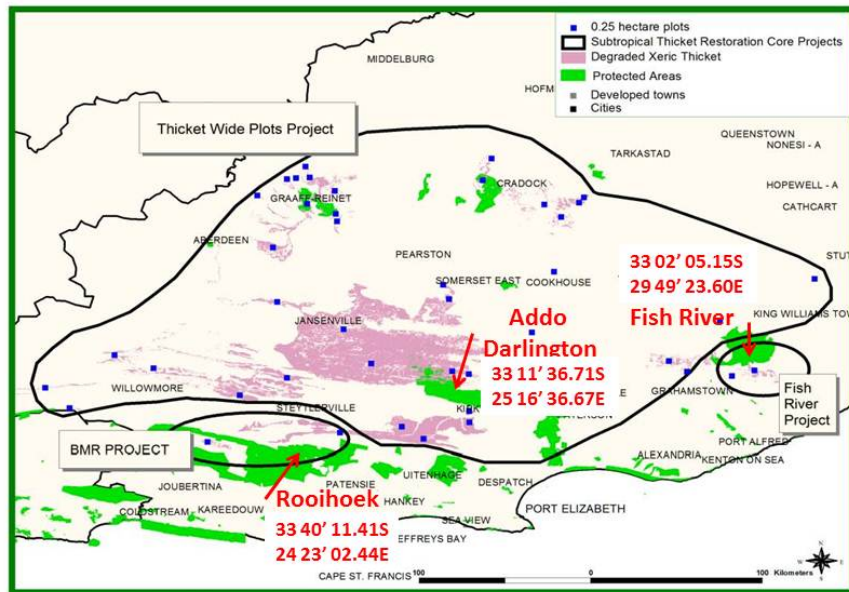 0.25 hectare plots
Subtropical Thicket Restoration Core Projects
Degraded Xeric Thicket
Protected Areas
Developed towns
Cities
MIDDELBURG
HOFM
QUEENSTOWN
NONESI - A
Thicket Wide Plots Project
TARKASTAD
CRADOCK
HOPEWELL - A
GRAAFF-REINET
CATHCART
ABERDEEN
PEARSTON
33 02' 05.15S
29 49' 23.60E
Fish River
STUT
SOMERSET EAST
COOKHOUSE
KING WILLIAMS TOW
JANSENVILLE
Addo
Darlington
33 11' 36.71S
25 16' 36.67E
WILLOWMORE
GRAHAMSTOWN
Fish
River
Project
STEYTLERVILLE
KIRK
PORT ALFRED
BMR PROJECT
ALEXANDRIA
KENTON ON SEA
UITENHAGE
DESPATCH
JOUBERTINA
PATENSIE
Rooihoek
HANKEY
COLDSTREAM
KAREEDOUW
33 40' 11.41S
24 23' 02.44E
SEA VIEW
PORT ELIZABETH
EFFREYS BAY
CAPE ST. FRANCIS
100
0
100 Kilometers
N
W
E
S